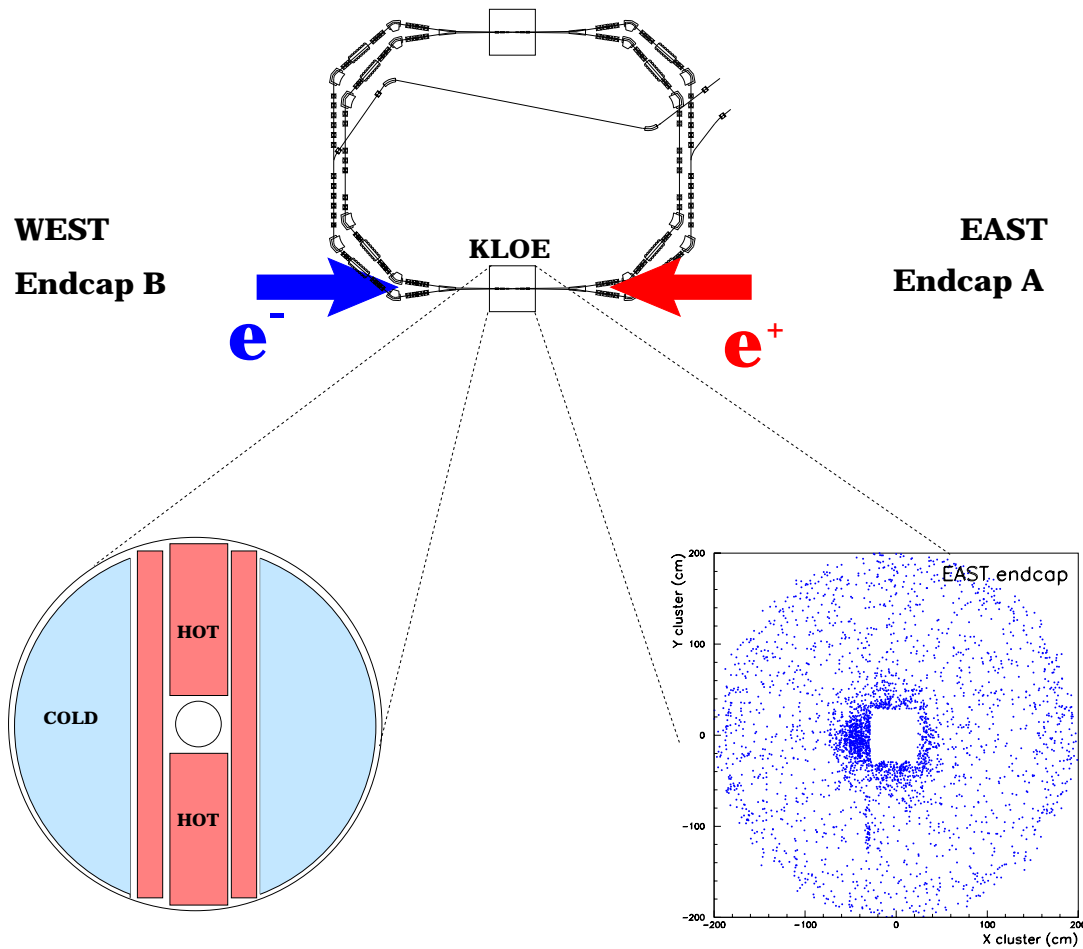 WEST
Endcap B
KLOE
EAST
Endcap A
e-
e+
HOT
COLD
HOT
EAST endcap
Y cluster (cm)
200
100
0
-100
-200
-200
-100
0
100
200
X cluster (cm)